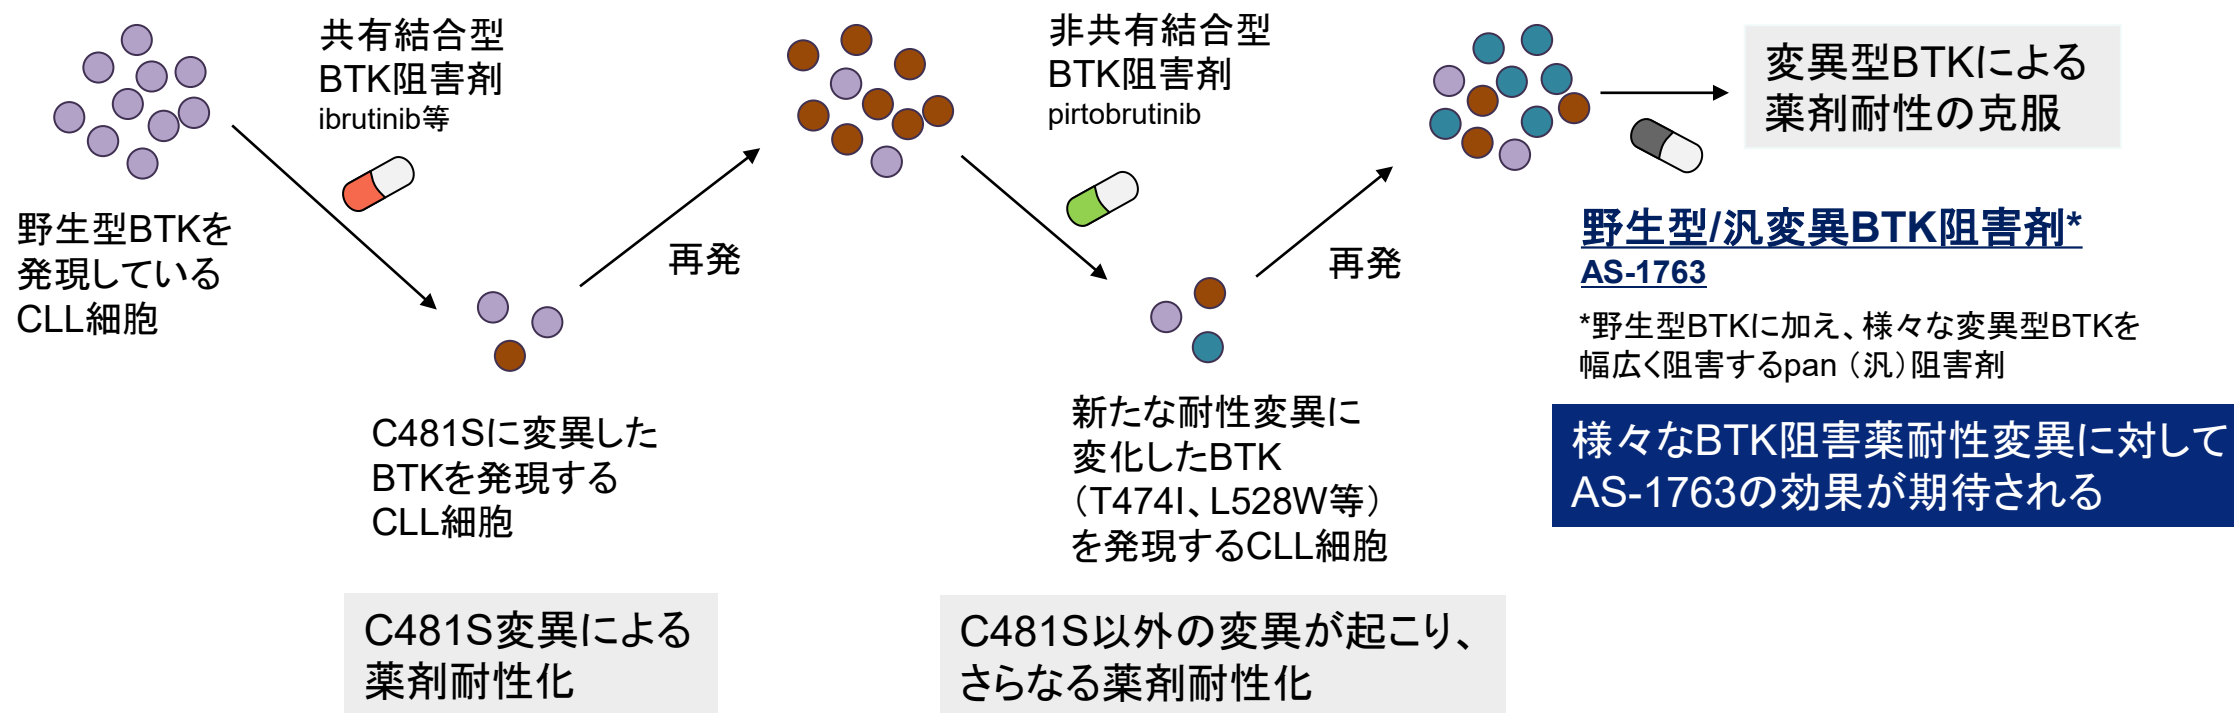 共有結合型
BTK阻害剤
ibrutinib等
非共有結合型
BTK阻害剤
pirtobrutinib
変異型BTKによる
薬剤耐性の克服
野生型BTKを
発現している
CLL細胞
再発
再発
野生型/汎変異BTK阻害剤*
AS-1763
*野生型BTKに加え、様々な変異型BTKを
幅広く阻害するpan（汎）阻害剤
C481Sに変異した
BTKを発現する
CLL細胞
新たな耐性変異に
変化したBTK
（T474I、L528W等）
を発現するCLL細胞
様々なBTK阻害薬耐性変異に対して
AS-1763の効果が期待される
C481S変異による
薬剤耐性化
C481S以外の変異が起こり、
さらなる薬剤耐性化